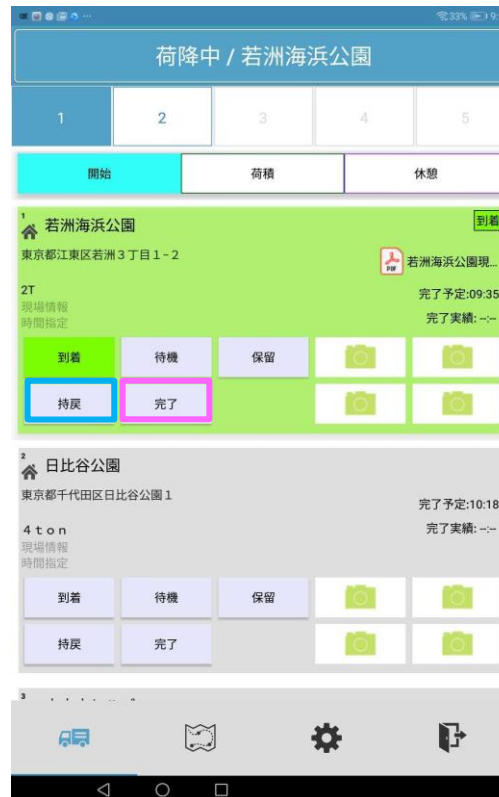 33% 9:
荷降中 / 若洲海浜公園
1 2 3 4 5
開始 荷積 休憩
1
若洲海浜公園 到着
東京都江東区若洲3丁目1-2
PDF 若洲海浜公園現...
2T
完了予定:09:35
現場情報
時間指定
完了実績: --:--
到着 待機 保留
持戻 完了
2
日比谷公園
東京都千代田区日比谷公園1
完了予定:10:18
4ton
完了実績: --:--
現場情報
時間指定
到着 待機 保留
持戻 完了
3